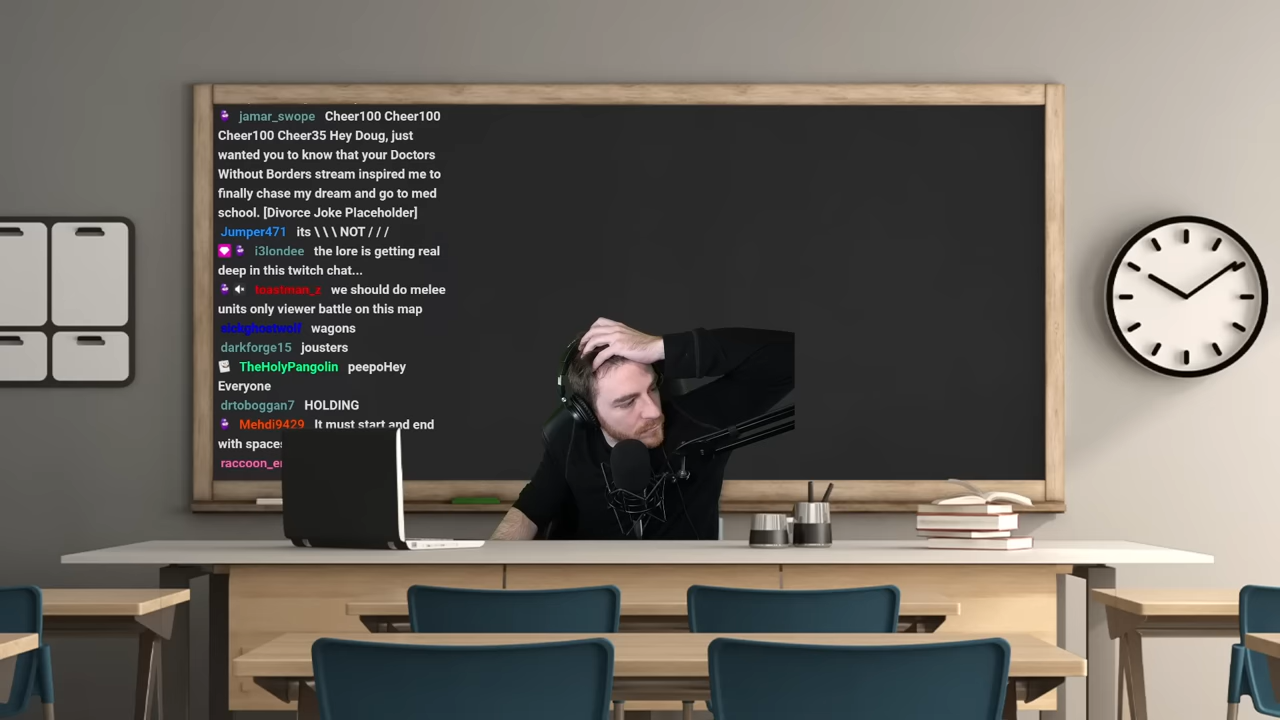 jamar_swope Cheer100 Cheer100
Cheer100 Cheer35 Hey Doug, just
wanted you to know that your Doctors
Without Borders stream inspired me to
finally chase my dream and go to med
school. [Divorce Joke Placeholder]
Jumper471 its \ \ \ NOT / / /
i3londee the lore is getting real
deep in this twitch chat...
toastman_z we should do melee
units only viewer battle on this map
sickghostwolf wagons
darkforge15 jousters
TheHolyPangolin peepoHey
Everyone
drtoboggan7 HOLDING
Mehdi9429 It must start and end
with spaces